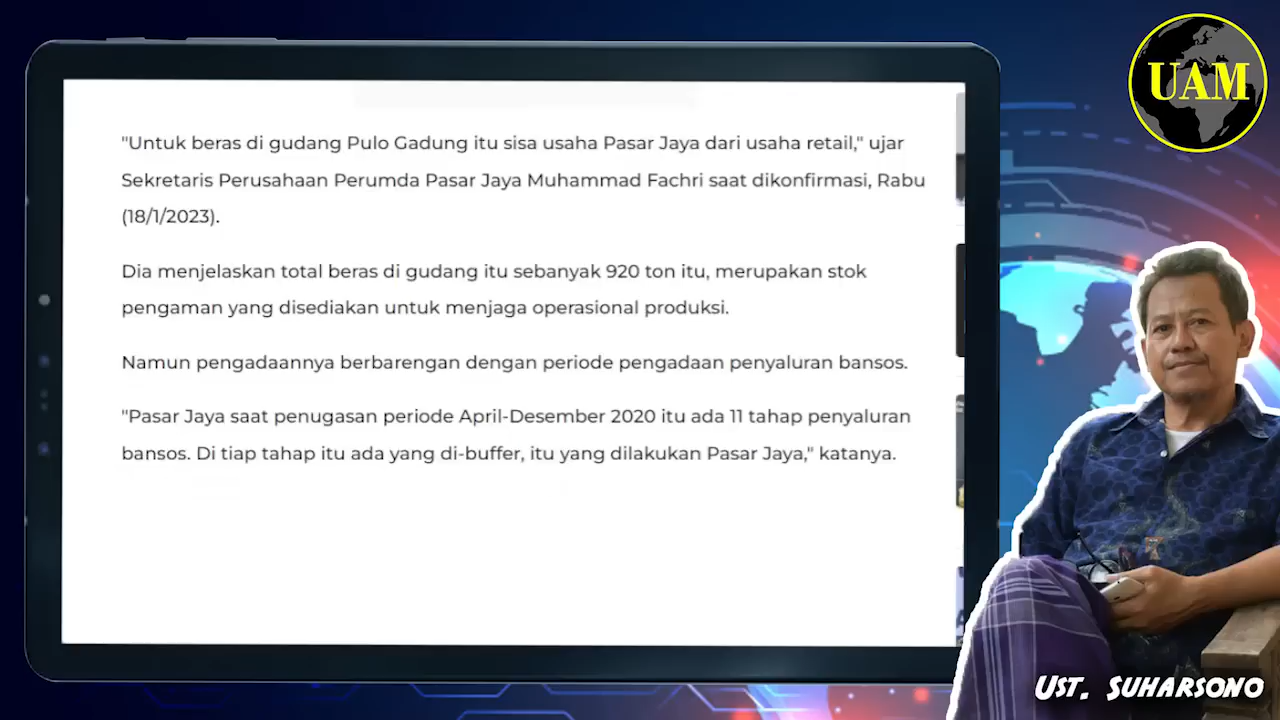 "Untuk beras di gudang Pulo Gadung itu sisa usaha Pasar Jaya dari usaha retail," ujar
Sekretaris Perusahaan Perumda Pasar Jaya Muhammad Fachri saat dikonfirmasi, Rabu
(18/1/2023).
Dia menjelaskan total beras di gudang itu sebanyak 920 ton itu, merupakan stok
pengaman yang disediakan untuk menjaga operasional produksi.
Namun pengadaannya berbarengan dengan periode pengadaan penyaluran bansos.
"Pasar Jaya saat penugasan periode April-Desember 2020 itu ada 11 tahap penyaluran
bansos. Di tiap tahap itu ada yang di-buffer, itu yang dilakukan Pasar Jaya," katanya.
UAM
UST. SUHARSONO